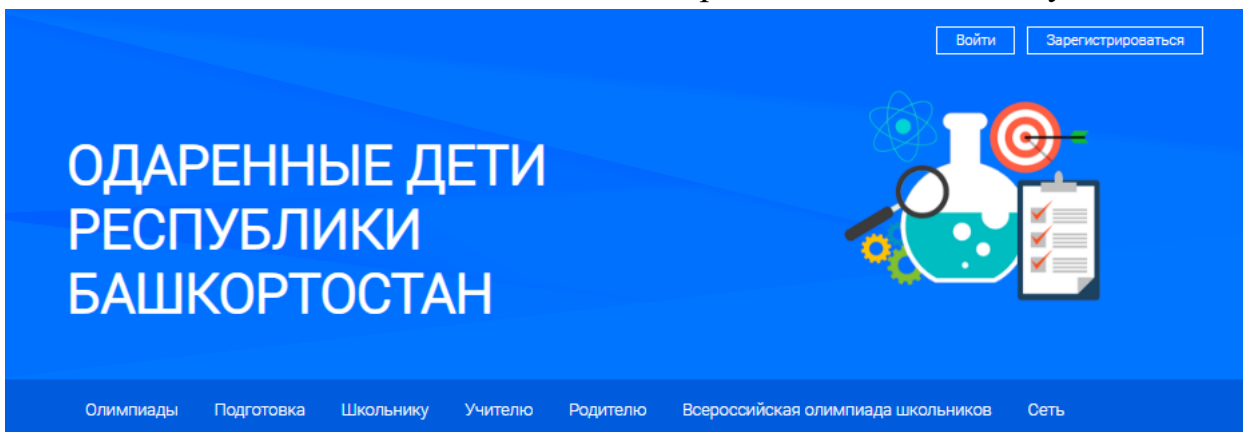 Войти Зарегистрироваться
ОДАРЕННЫЕ ДЕТИ
РЕСПУБЛИКИ
БАШКОРТОСТАН
Олимпиады Подготовка Школьнику Учителю Родителю Всероссийская олимпиада школьников Сеть